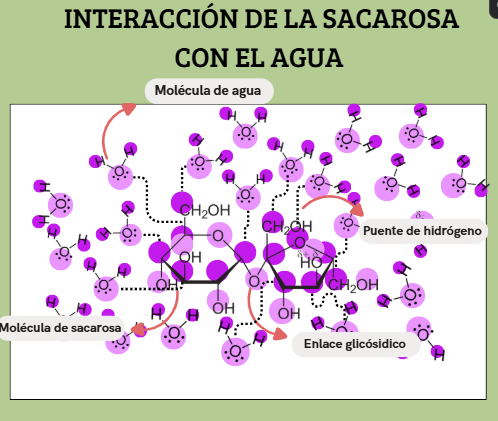 INTERACCIÓN DE LA SACAROSA
CON EL AGUA
Molécula de agua
CH₂OH
CH₂OH
Puente de hidrógeno
O
O
OH
HO
OH
O
CH₂OH
OH
OH
Molécula de sacarosa
Enlace glicósidico